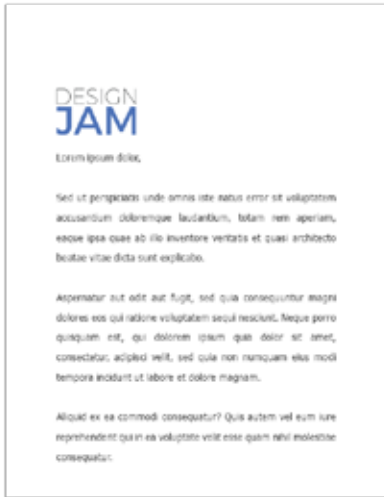 DESIGN
JAM
Lorem ipsum dolor,
Sed ut perspiciatis unde omnis iste natus error sit voluptatem
accusantium doloremque laudantium, totam rem aperiam,
eaque ipsa quae ab illo inventore veritatis et quasi architecto
beatae vitae dicta sunt explicabo.
Aspernatur aut odit aut fugit, sed quia consequuntur magni
dolores eos qui ratione voluptatem sequi nesciunt. Neque porro
quisquam est, qui dolorem ipsum quia dolor sit amet,
consectetur, adipisci velit, sed quia non numquam eius modi
tempora incidunt ut labore et dolore magnam.
Aliquid ex ea commodi consequatur? Quis autem vel eum iure
reprehenderit qui in ea voluptate velit esse quam nihil molestiae
consequatur.